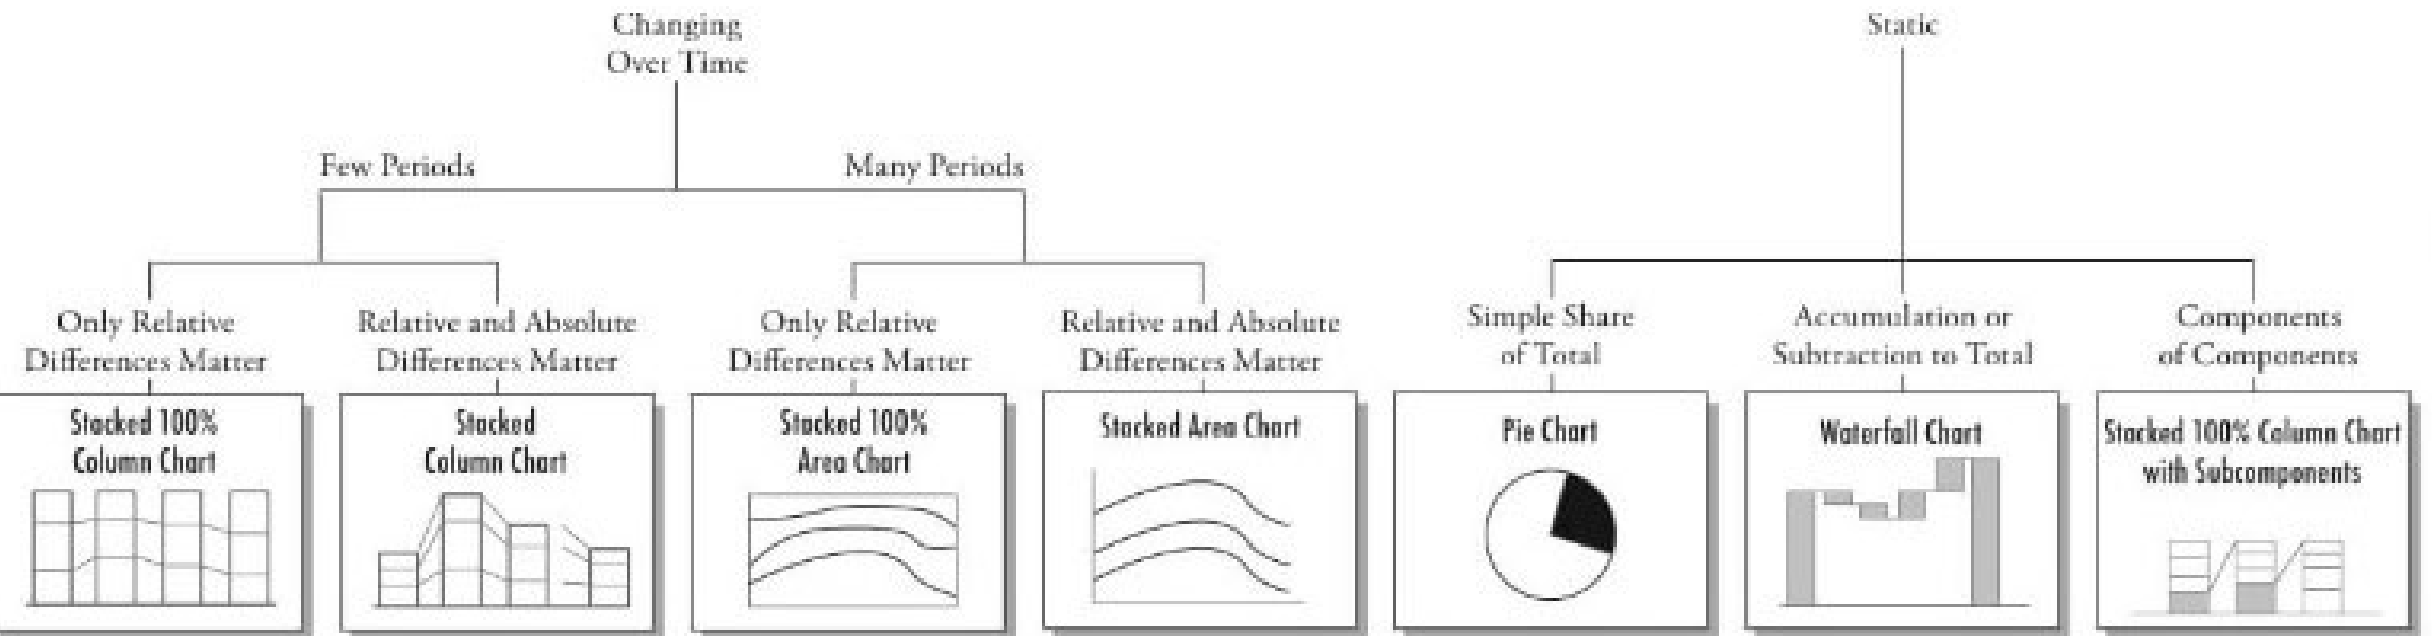 Changing
Over Time
Static
Few Periods
Many Periods
Only Relative
Differences Matter
Relative and Absolute
Differences Matter
Only Relative
Differences Matter
Relative and Absolute
Differences Matter
Simple Share
of Total
Accumulation or
Subtraction to Total
Components
of Components
Stacked 100%
Column Chart
Stacked
Column Chart
Stacked 100%
Area Chart
Stacked Area Chart
Pie Chart
Waterfall Chart
Stacked 100% Column Chart
with Subcomponents